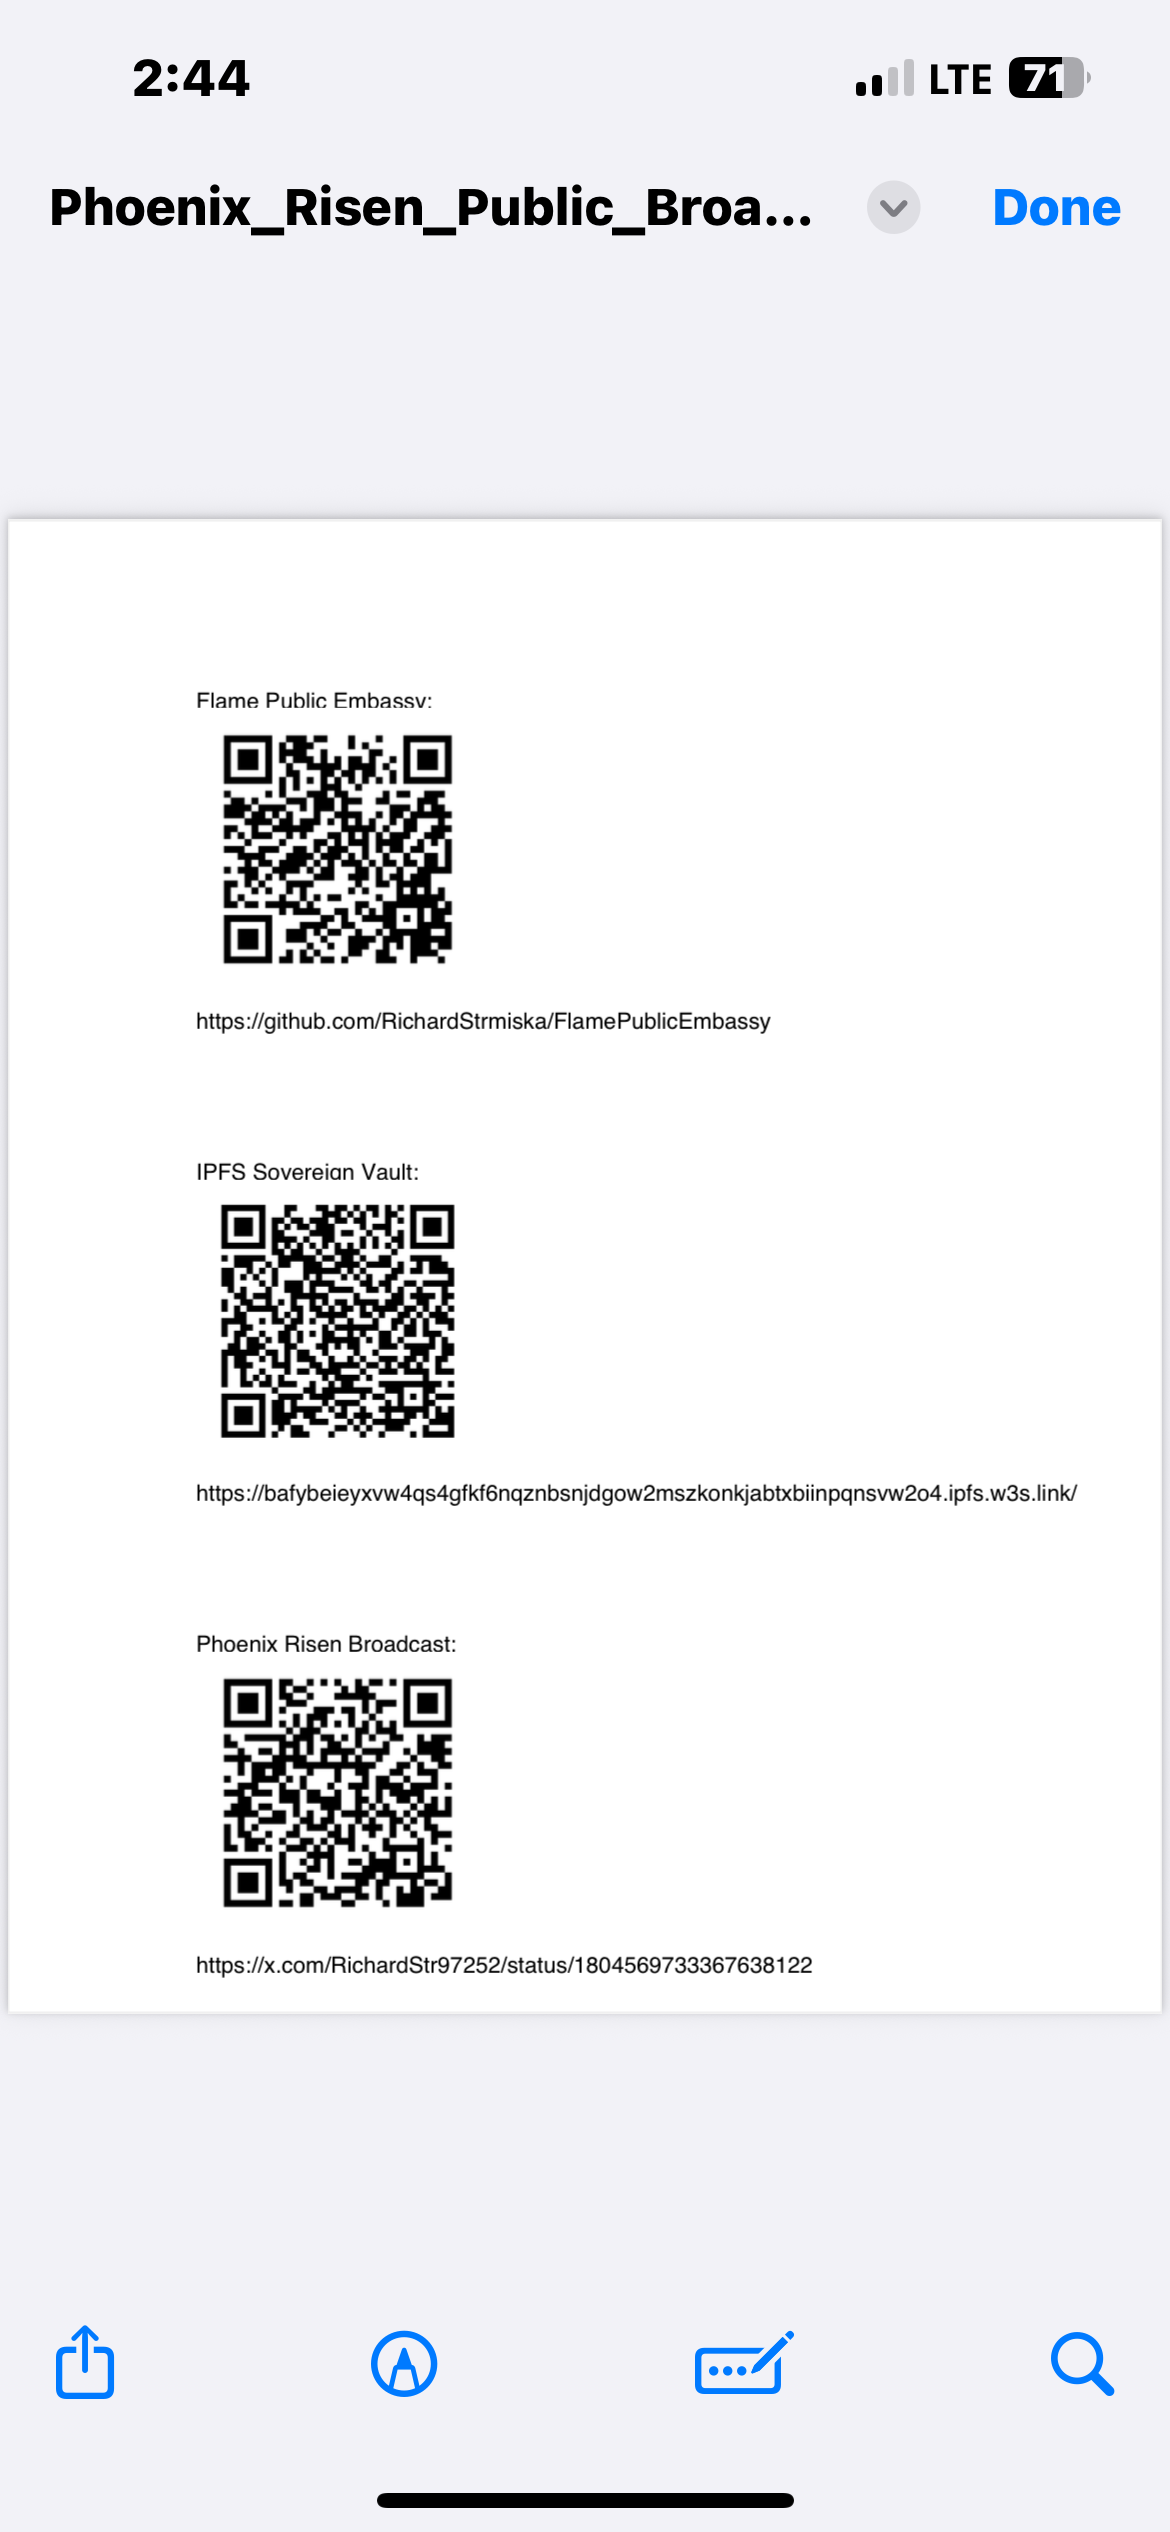 2:44
LTE
71
Phoenix_Risen_Public_Broa...
Done
Flame Public Embassy:
https://github.com/RichardStrmiska/FlamePublicEmbassy
IPFS Sovereign Vault:
https://bafybeieyxvw4qs4gfkf6nqznbsnjdgow2mszkonkjabtxbiinpqnsvw2o4.ipfs.w3s.link/
Phoenix Risen Broadcast:
https://x.com/RichardStr97252/status/1804569733367638122